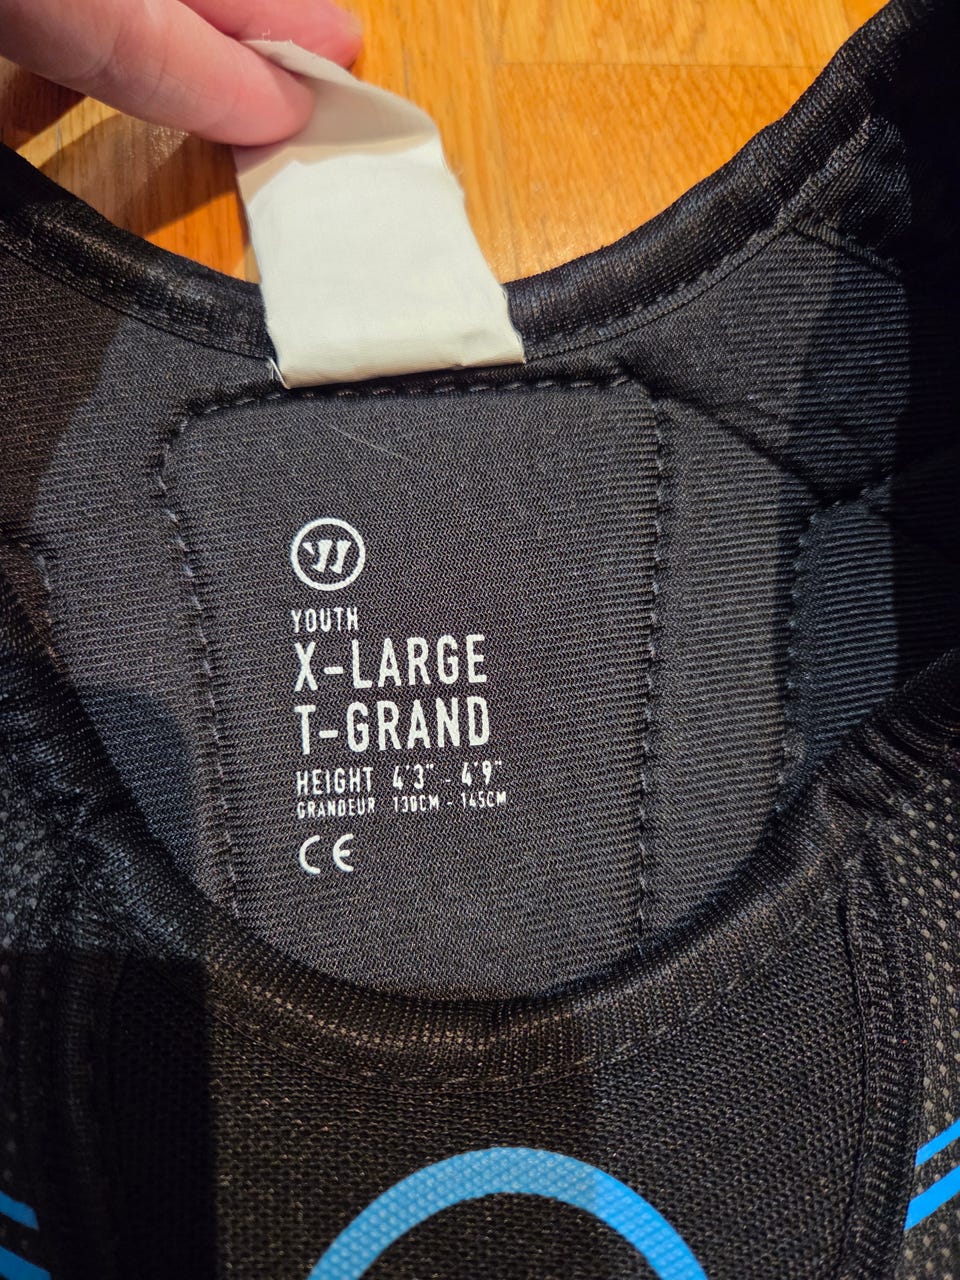 YOUTH
X-LARGE
T-GRAND
HEIGHT 4'3" - 4'9"
GRANDEUR 130CM - 145CM
CE